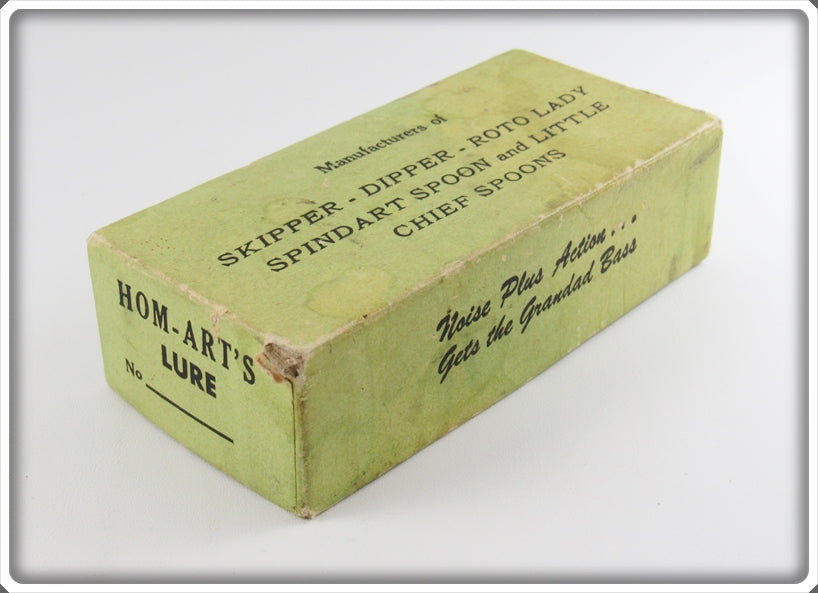 Manufacturers of
SKIPPER - DIPPER - ROTO LADY
SPINDART SPOON and LITTLE
CHIEF SPOONS
Noise Plus Action...
Gets the Grandad Bass
HOM-ART'S
LURE
No